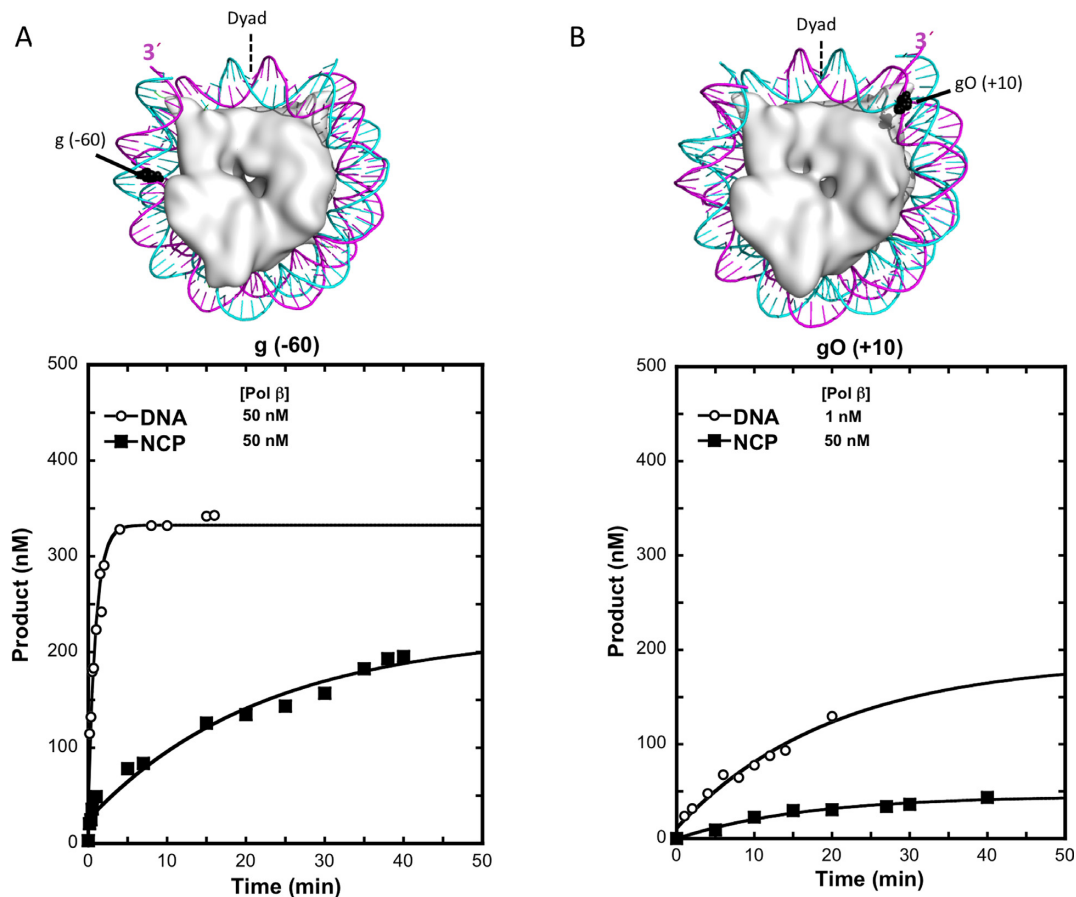 A
Dyad
3´
g (-60)
g (-60)
[Pol β]
DNA 50 nM
NCP 50 nM
500
400
300
200
100
0
Product (nM)
0 10 20 30 40 50
Time (min)
B
Dyad
3´
gO (+10)
gO (+10)
[Pol β]
DNA 1 nM
NCP 50 nM
500
400
300
200
100
0
Product (nM)
0 10 20 30 40 50
Time (min)